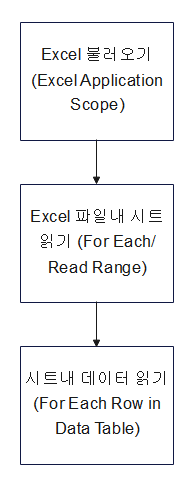 Excel 불러오기
(Excel Application
Scope)
Excel 파일내 시트
읽기 (For Each/
Read Range)
시트내 데이터 읽기
(For Each Row in
Data Table)